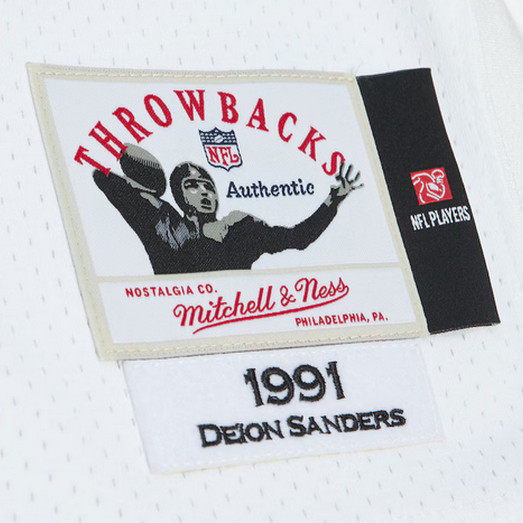 THROWBACKS
NFL
Authentic
NFL PLAYERS
NOSTALGIA CO.
Mitchell & Ness
PHILADELPHIA, PA.
1991
DEION SANDERS